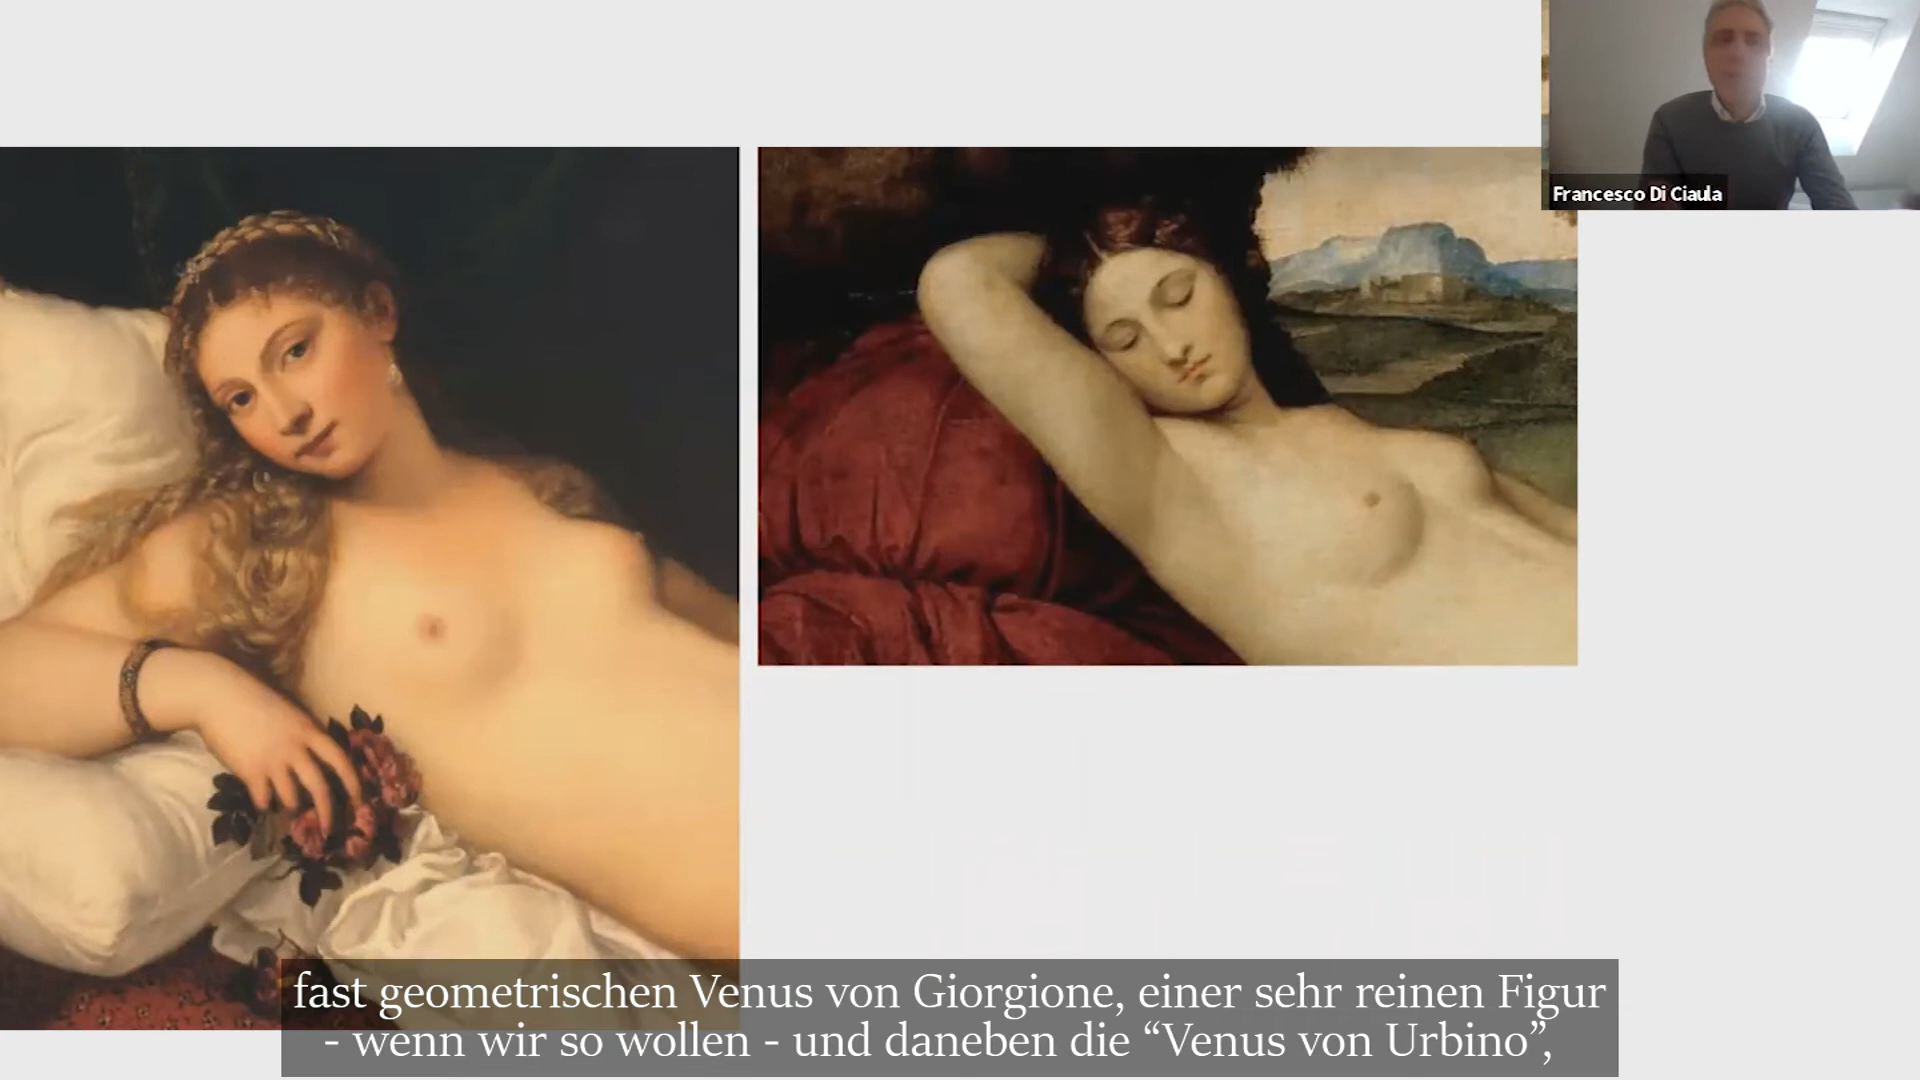 Francesco Di Ciaula
fast geometrischen Venus von Giorgione, einer sehr reinen Figur
- wenn wir so wollen - und daneben die “Venus von Urbino”,